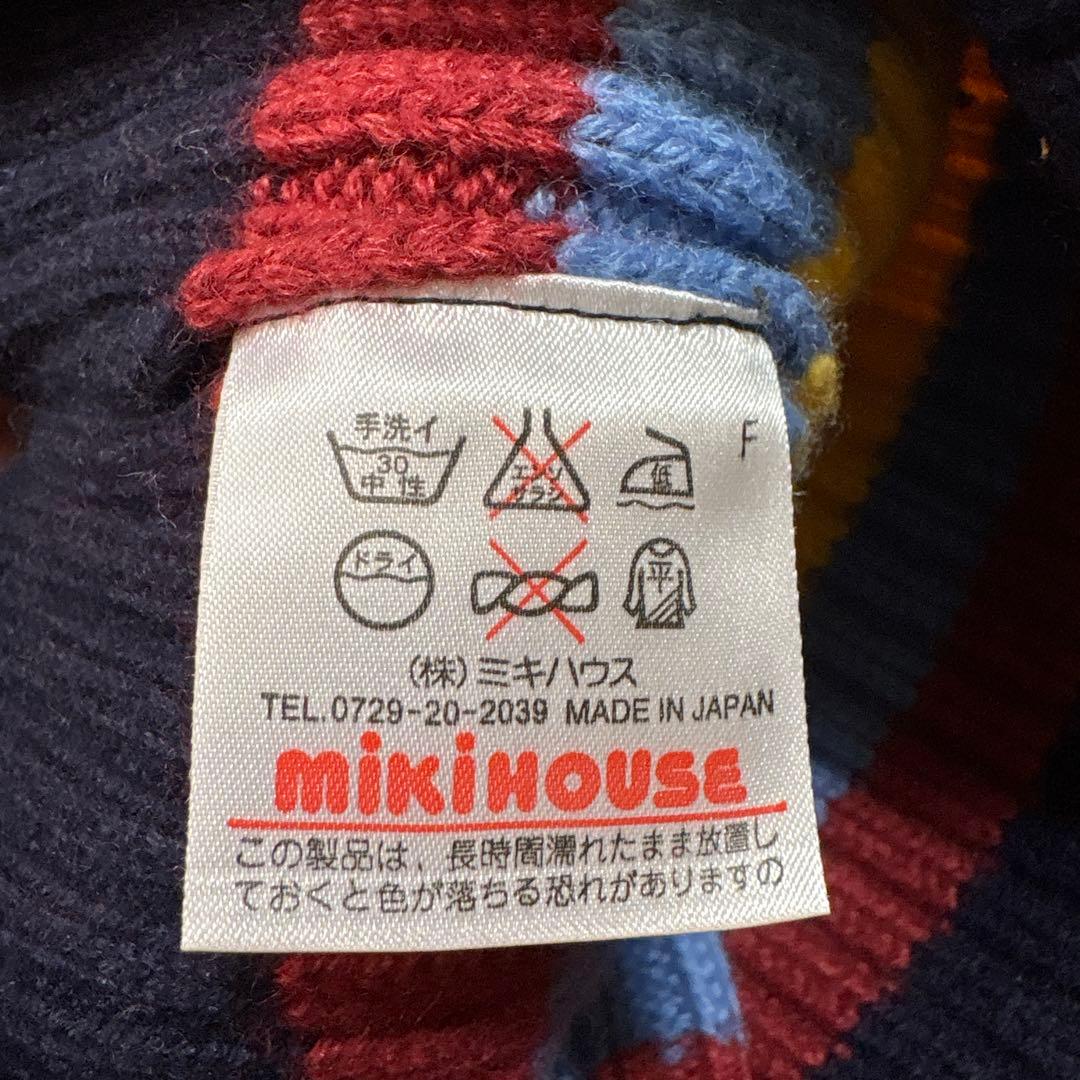 手洗イ
30
中性
エンソ
サラシ
低
F
ドライ
平
(株)ミキハウス
TEL.0729-20-2039 MADE IN JAPAN
mikiHOUSE
この製品は、長時間濡れたまま放置し
ておくと色が落ちる恐れがありますの